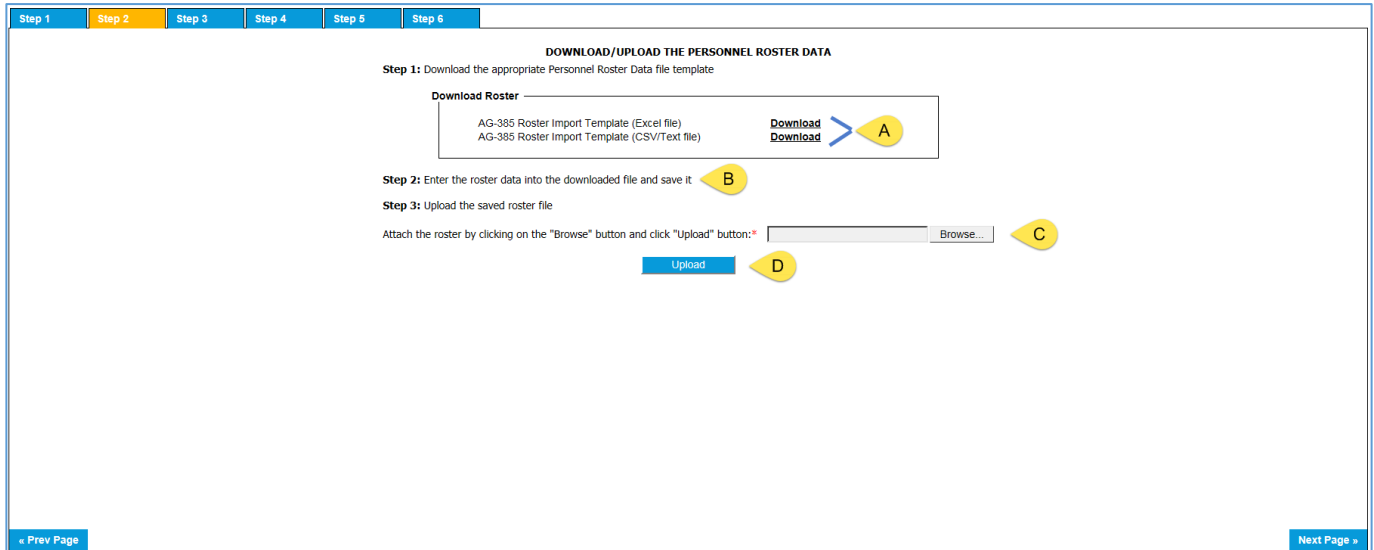 Step 1 Step 2 Step 3 Step 4 Step 5 Step 6
DOWNLOAD/UPLOAD THE PERSONNEL ROSTER DATA
Step 1: Download the appropriate Personnel Roster Data file template
Download Roster
AG-385 Roster Import Template (Excel file) Download
AG-385 Roster Import Template (CSV/Text file) Download
A
Step 2: Enter the roster data into the downloaded file and save it B
Step 3: Upload the saved roster file
Attach the roster by clicking on the "Browse" button and click "Upload" button:* Browse... C
Upload D
« Prev Page Next Page »